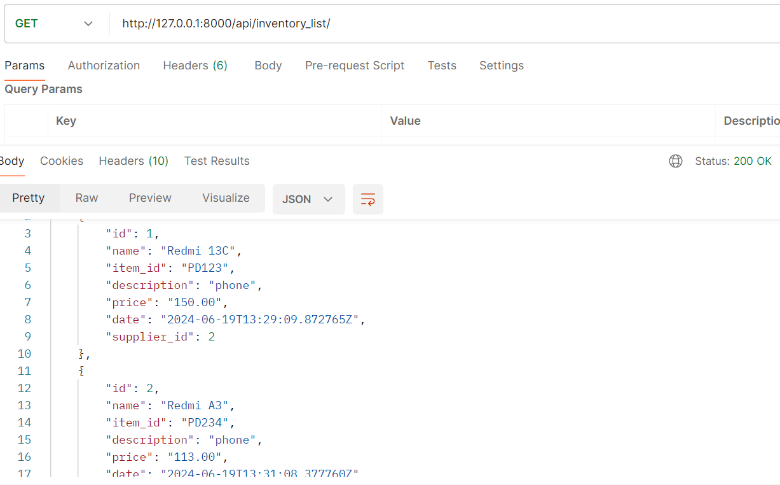 GET http://127.0.0.1:8000/api/inventory_list/
Params Authorization Headers (6) Body Pre-request Script Tests Settings
Query Params
Key Value Descriptio
Body Cookies Headers (10) Test Results Status: 200 OK
Pretty Raw Preview Visualize JSON
2 {
3 "id": 1,
4 "name": "Redmi 13C",
5 "item_id": "PD123",
6 "description": "phone",
7 "price": "150.00",
8 "date": "2024-06-19T13:29:09.872765Z",
9 "supplier_id": 2
10 },
11 {
12 "id": 2,
13 "name": "Redmi A3",
14 "item_id": "PD234",
15 "description": "phone",
16 "price": "113.00",
17 "date": "2024-06-19T13:31:08.377760Z"